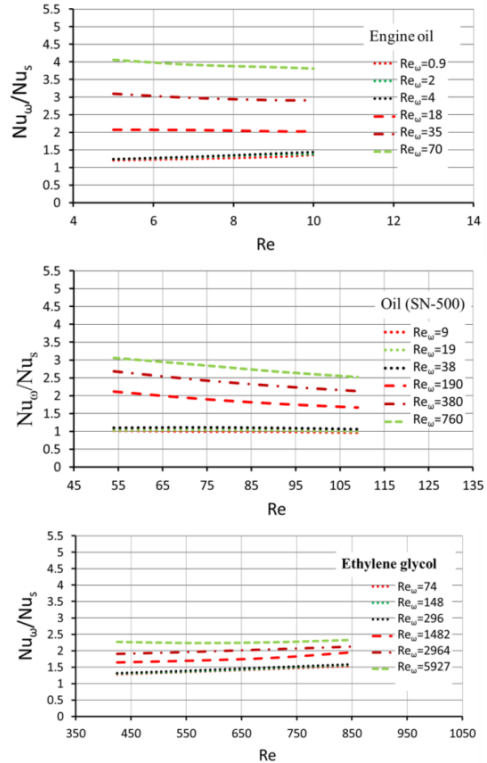 Engine oil
Nuω/Nus
5.5
5
4.5
4
3.5
3
2.5
2
1.5
1
0.5
0
4
6
8
10
12
14
Re
Reω=0.9
Reω=2
Reω=4
Reω=18
Reω=35
Reω=70
Oil (SN-500)
Nuω/Nus
5.5
5
4.5
4
3.5
3
2.5
2
1.5
1
0.5
0
45
55
65
75
85
95
105
115
125
135
Re
Reω=9
Reω=19
Reω=38
Reω=190
Reω=380
Reω=760
Ethylene glycol
Nuω/Nus
5.5
5
4.5
4
3.5
3
2.5
2
1.5
1
0.5
0
350
450
550
650
750
850
950
1050
Re
Reω=74
Reω=148
Reω=296
Reω=1482
Reω=2964
Reω=5927